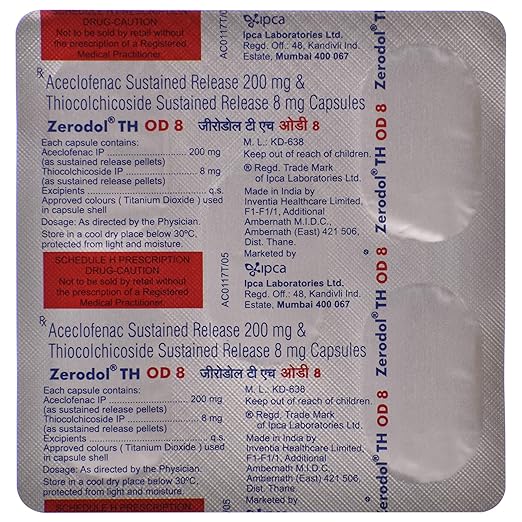 DRUG-CAUTION
Not to be sold by retail without
the prescription of a Registered
Medical Practitioner.
AC0117T/05
ipca
Ipca Laboratories Ltd.
Regd. Off.: 48, Kandivli Ind.
Estate, Mumbai 400 067
Rx
Aceclofenac Sustained Release 200 mg &
Thiocolchicoside Sustained Release 8 mg Capsules
Zerodol® TH OD 8 जीरोडोल टी एच ओडी 8
Each capsule contains:
Aceclofenac IP 200 mg
(as sustained release pellets)
Thiocolchicoside IP 8 mg
(as sustained release pellets)
Excipients q.s.
Approved colours ( Titanium Dioxide ) used
in capsule shell
Dosage: As directed by the Physician.
Store in a cool dry place below 30°C,
protected from light and moisture.
M. L.: KD-638
Keep out of reach of children.
® Regd. Trade Mark
of Ipca Laboratories Ltd.
Made in India by
Inventia Healthcare Limited,
F1-F1/1, Additional
Ambernath M.I.D.C.,
Ambernath (East) 421 506,
Dist. Thane.
Marketed by
Zerodol® TH OD 8
SCHEDULE H PRESCRIPTION
DRUG-CAUTION
Not to be sold by retail without
the prescription of a Registered
Medical Practitioner.
AC0117T/05
ipca
Ipca Laboratories Ltd.
Regd. Off.: 48, Kandivli Ind.
Estate, Mumbai 400 067
Rx
Aceclofenac Sustained Release 200 mg &
Thiocolchicoside Sustained Release 8 mg Capsules
Zerodol® TH OD 8 जीरोडोल टी एच ओडी 8
Each capsule contains:
Aceclofenac IP 200 mg
(as sustained release pellets)
Thiocolchicoside IP 8 mg
(as sustained release pellets)
Excipients q.s.
Approved colours ( Titanium Dioxide ) used
in capsule shell
Dosage: As directed by the Physician.
Store in a cool dry place below 30°C,
protected from light and moisture.
M. L.: KD-638
Keep out of reach of children.
® Regd. Trade Mark
of Ipca Laboratories Ltd.
Made in India by
Inventia Healthcare Limited,
F1-F1/1, Additional
Ambernath M.I.D.C.,
Ambernath (East) 421 506,
Dist. Thane
Marketed by
Zerodol® TH OD 8
SCHEDULE H PRESCRIPTION